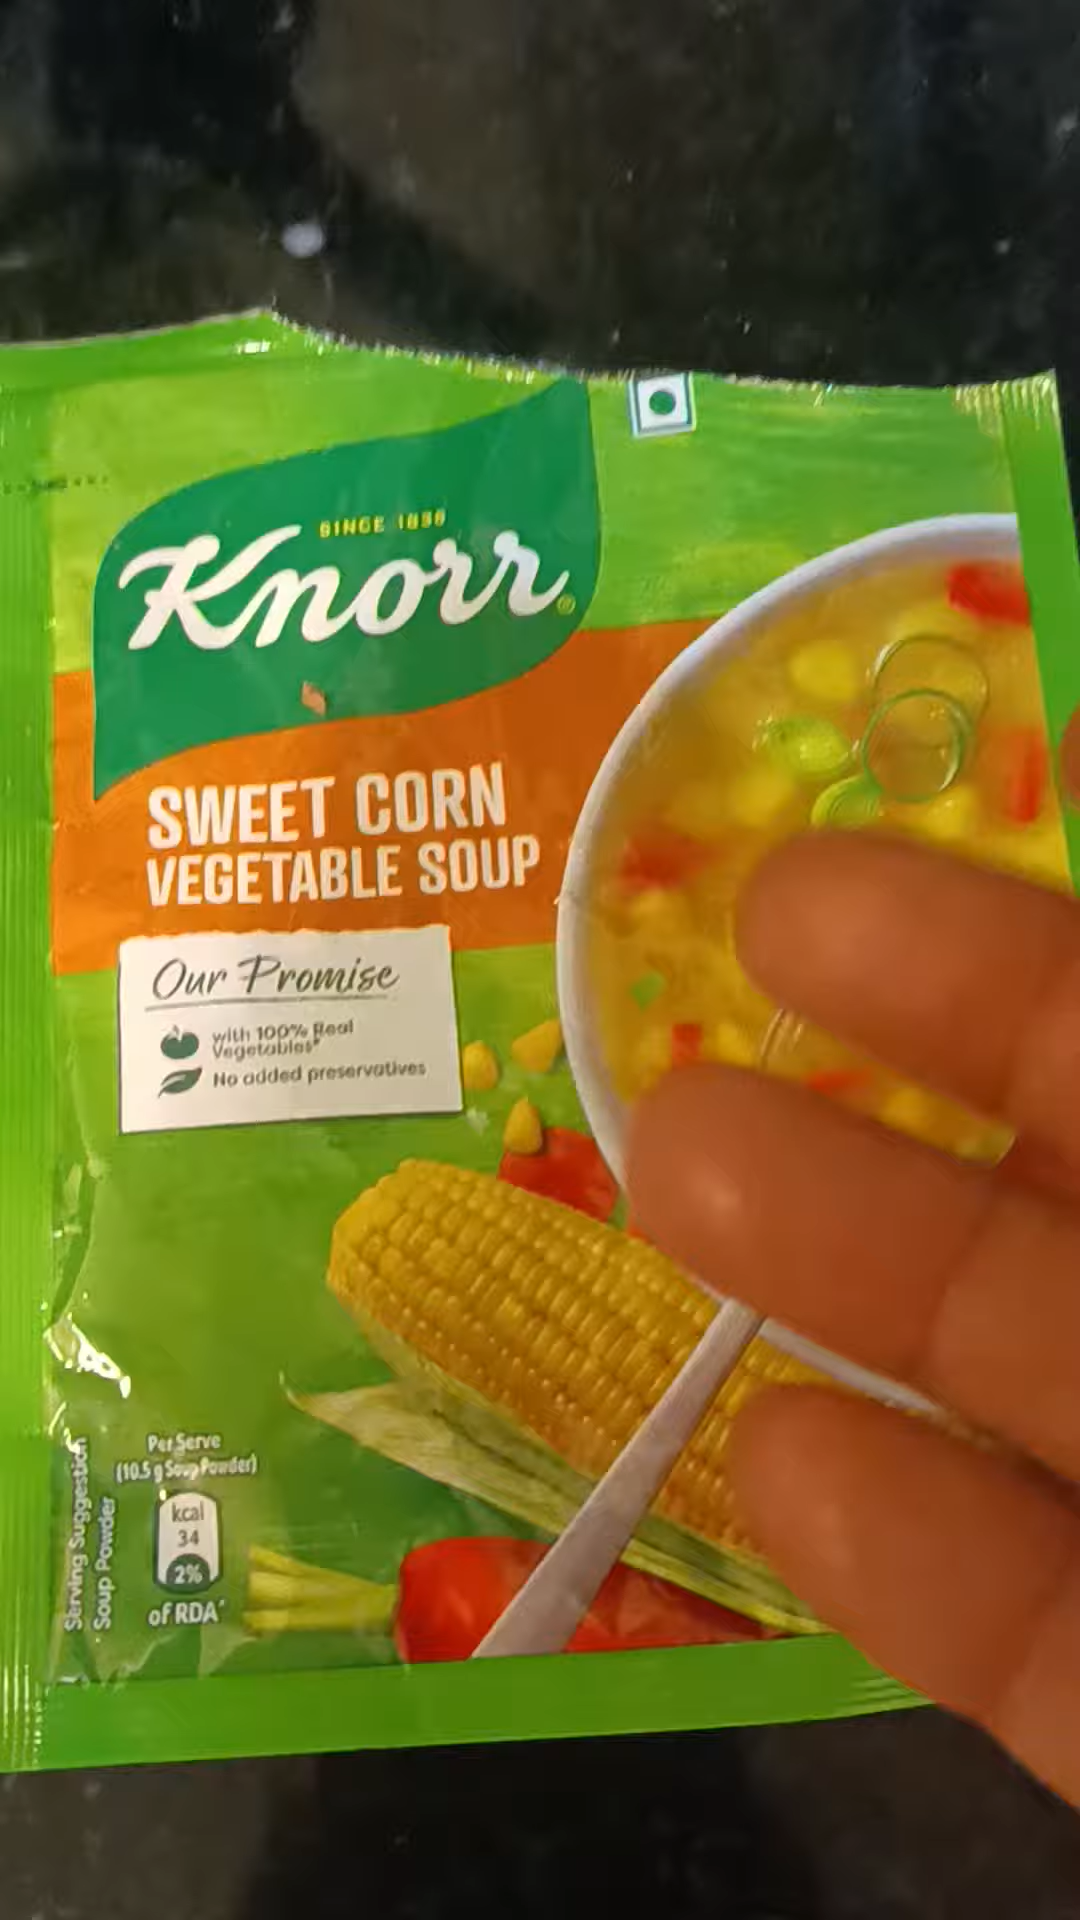 SINCE 1838
Knorr®
SWEET CORN
VEGETABLE SOUP
Our Promise
with 100% Real
Vegetables*
No added preservatives
Per Serve
(10.5 g Soup Powder)
kcal
34
2%
of RDA*
Serving Suggestion
Soup Powder